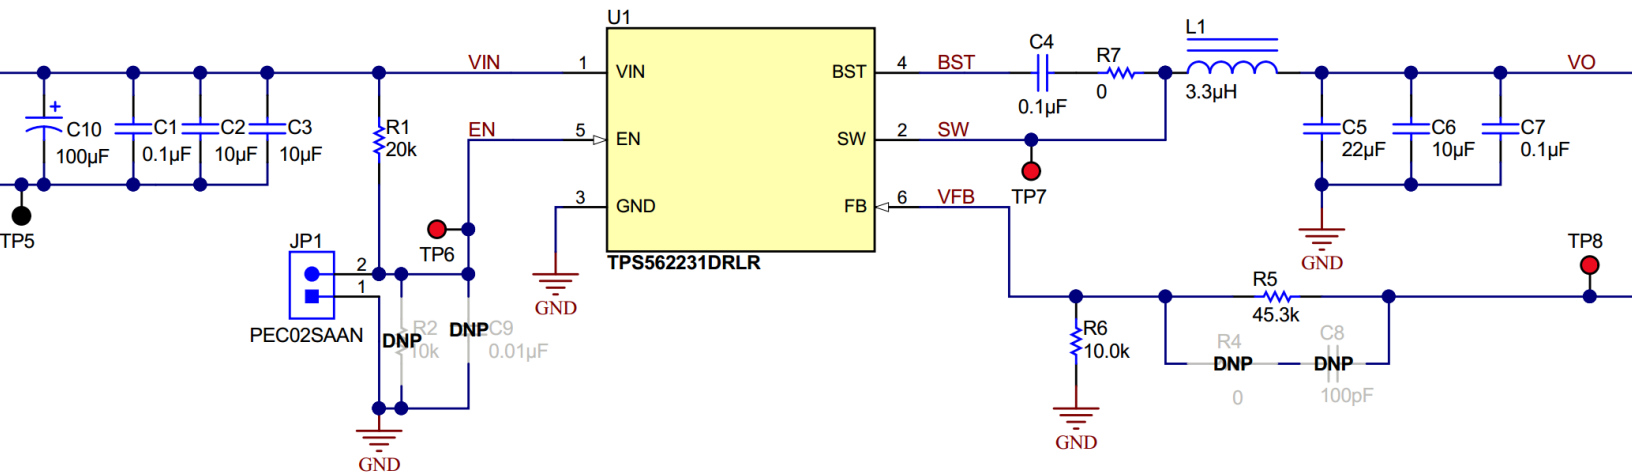 U1
VIN
1
VIN
EN
5
EN
3
GND
GND
BST
4
BST
SW
2
SW
FB
6
VFB
TPS562231DRLR
+
C10
100µF
C1
0.1µF
C2
10µF
C3
10µF
TP5
R1
20k
TP6
JP1
2
1
PEC02SAAN
DNP
R2
10k
DNP
C9
0.01µF
GND
C4
0.1µF
R7
0
L1
3.3µH
TP7
VO
C5
22µF
C6
10µF
C7
0.1µF
GND
TP8
R5
45.3k
R6
10.0k
GND
R4
DNP
0
C8
DNP
100pF